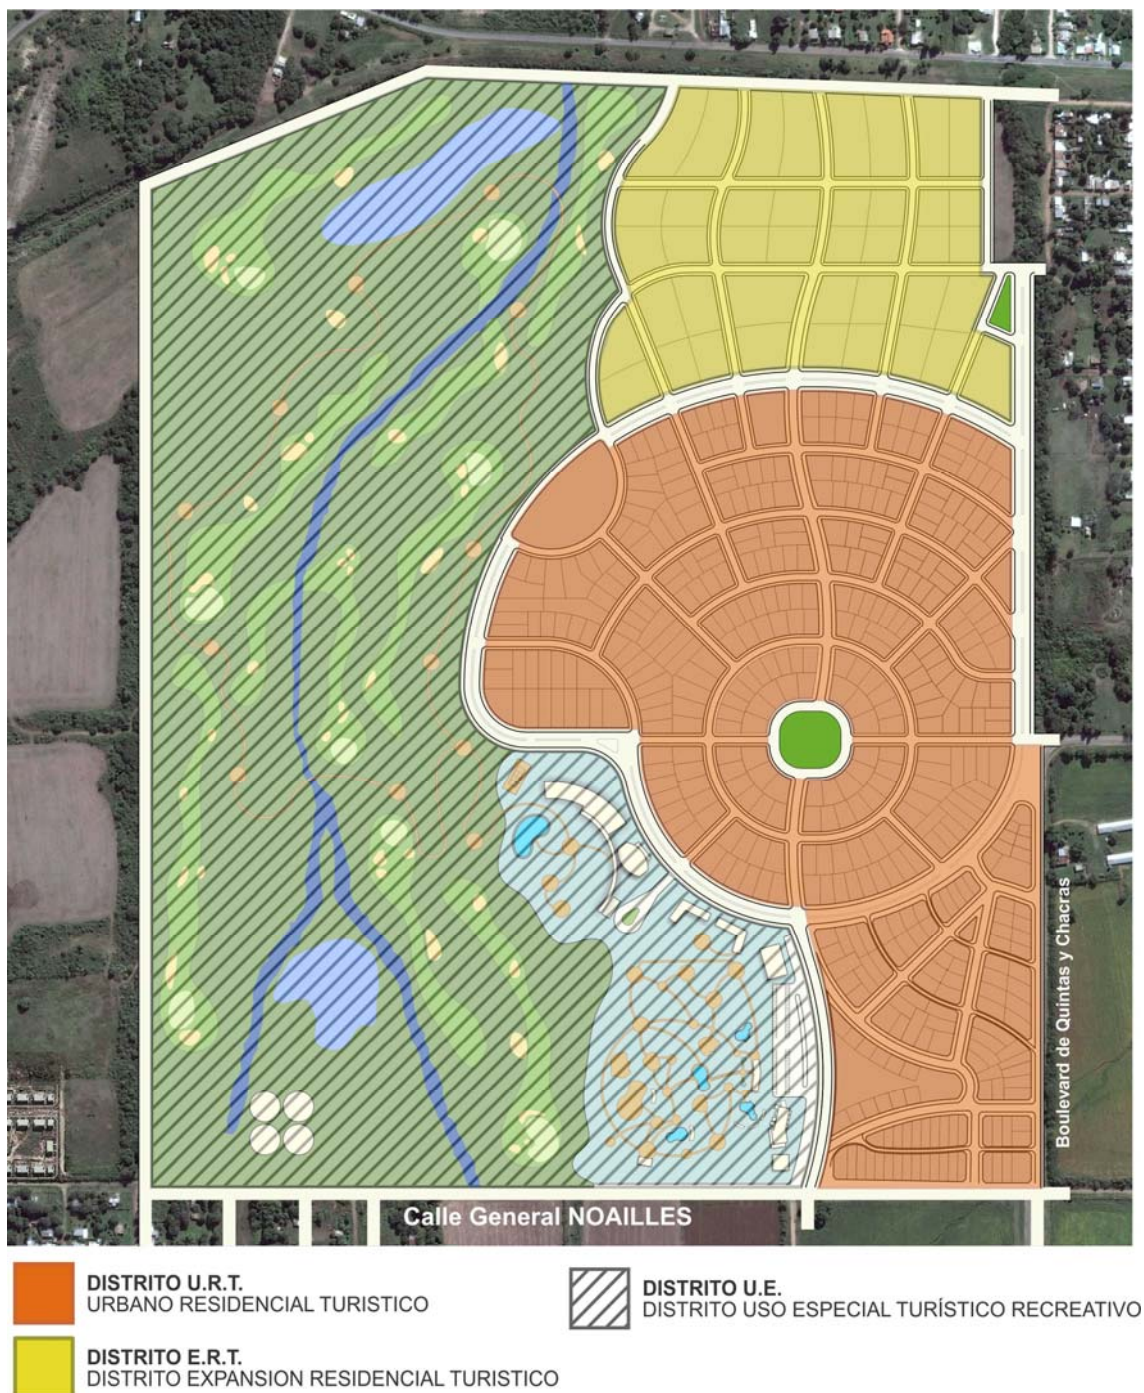 Boulevard de Quintas y Chacras
Calle General NOAILLES
DISTRITO U.R.T.
URBANO RESIDENCIAL TURISTICO
DISTRITO U.E.
DISTRITO USO ESPECIAL TURÍSTICO RECREATIVO
DISTRITO E.R.T.
DISTRITO EXPANSION RESIDENCIAL TURISTICO